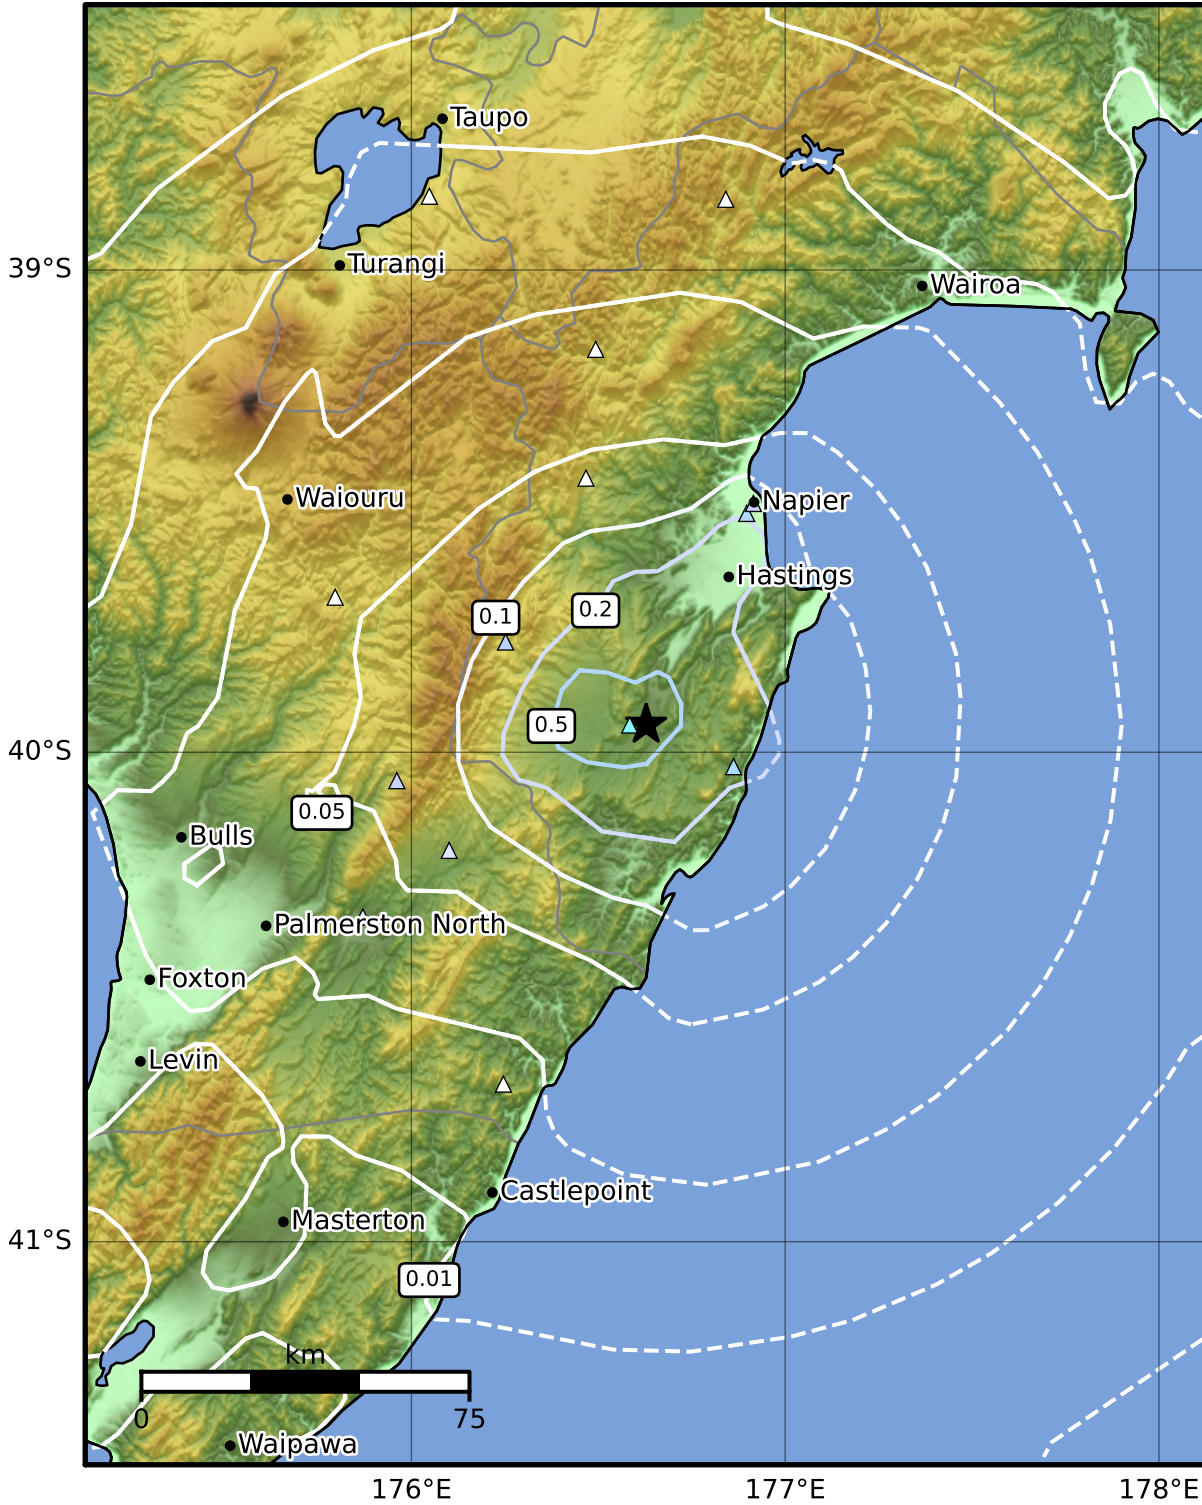 Taupo
39°S
Turangi
Wairoa
Waiouru
Napier
Hastings
0.1
0.2
0.5
40°S
0.05
Bulls
Palmerston North
Foxton
Levin
Castlepoint
Masterton
41°S
0.01
km
0
75
Waipawa
176°E
177°E
178°E